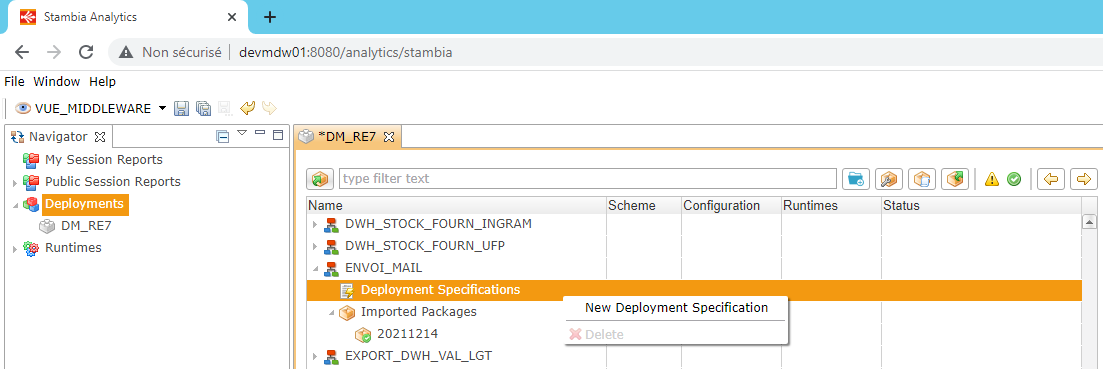 Stambia Analytics
Non sécurisé | devmdw01:8080/analytics/stambia
File Window Help
VUE_MIDDLEWARE
Navigator
*DM_RE7
My Session Reports
Public Session Reports
Deployments
DM_RE7
Runtimes
type filter text
Name Scheme Configuration Runtimes Status
DWH_STOCK_FOURN_INGRAM
DWH_STOCK_FOURN_UFP
ENVOI_MAIL
Deployment Specifications
New Deployment Specification
Imported Packages
Delete
20211214
EXPORT_DWH_VAL_LGT